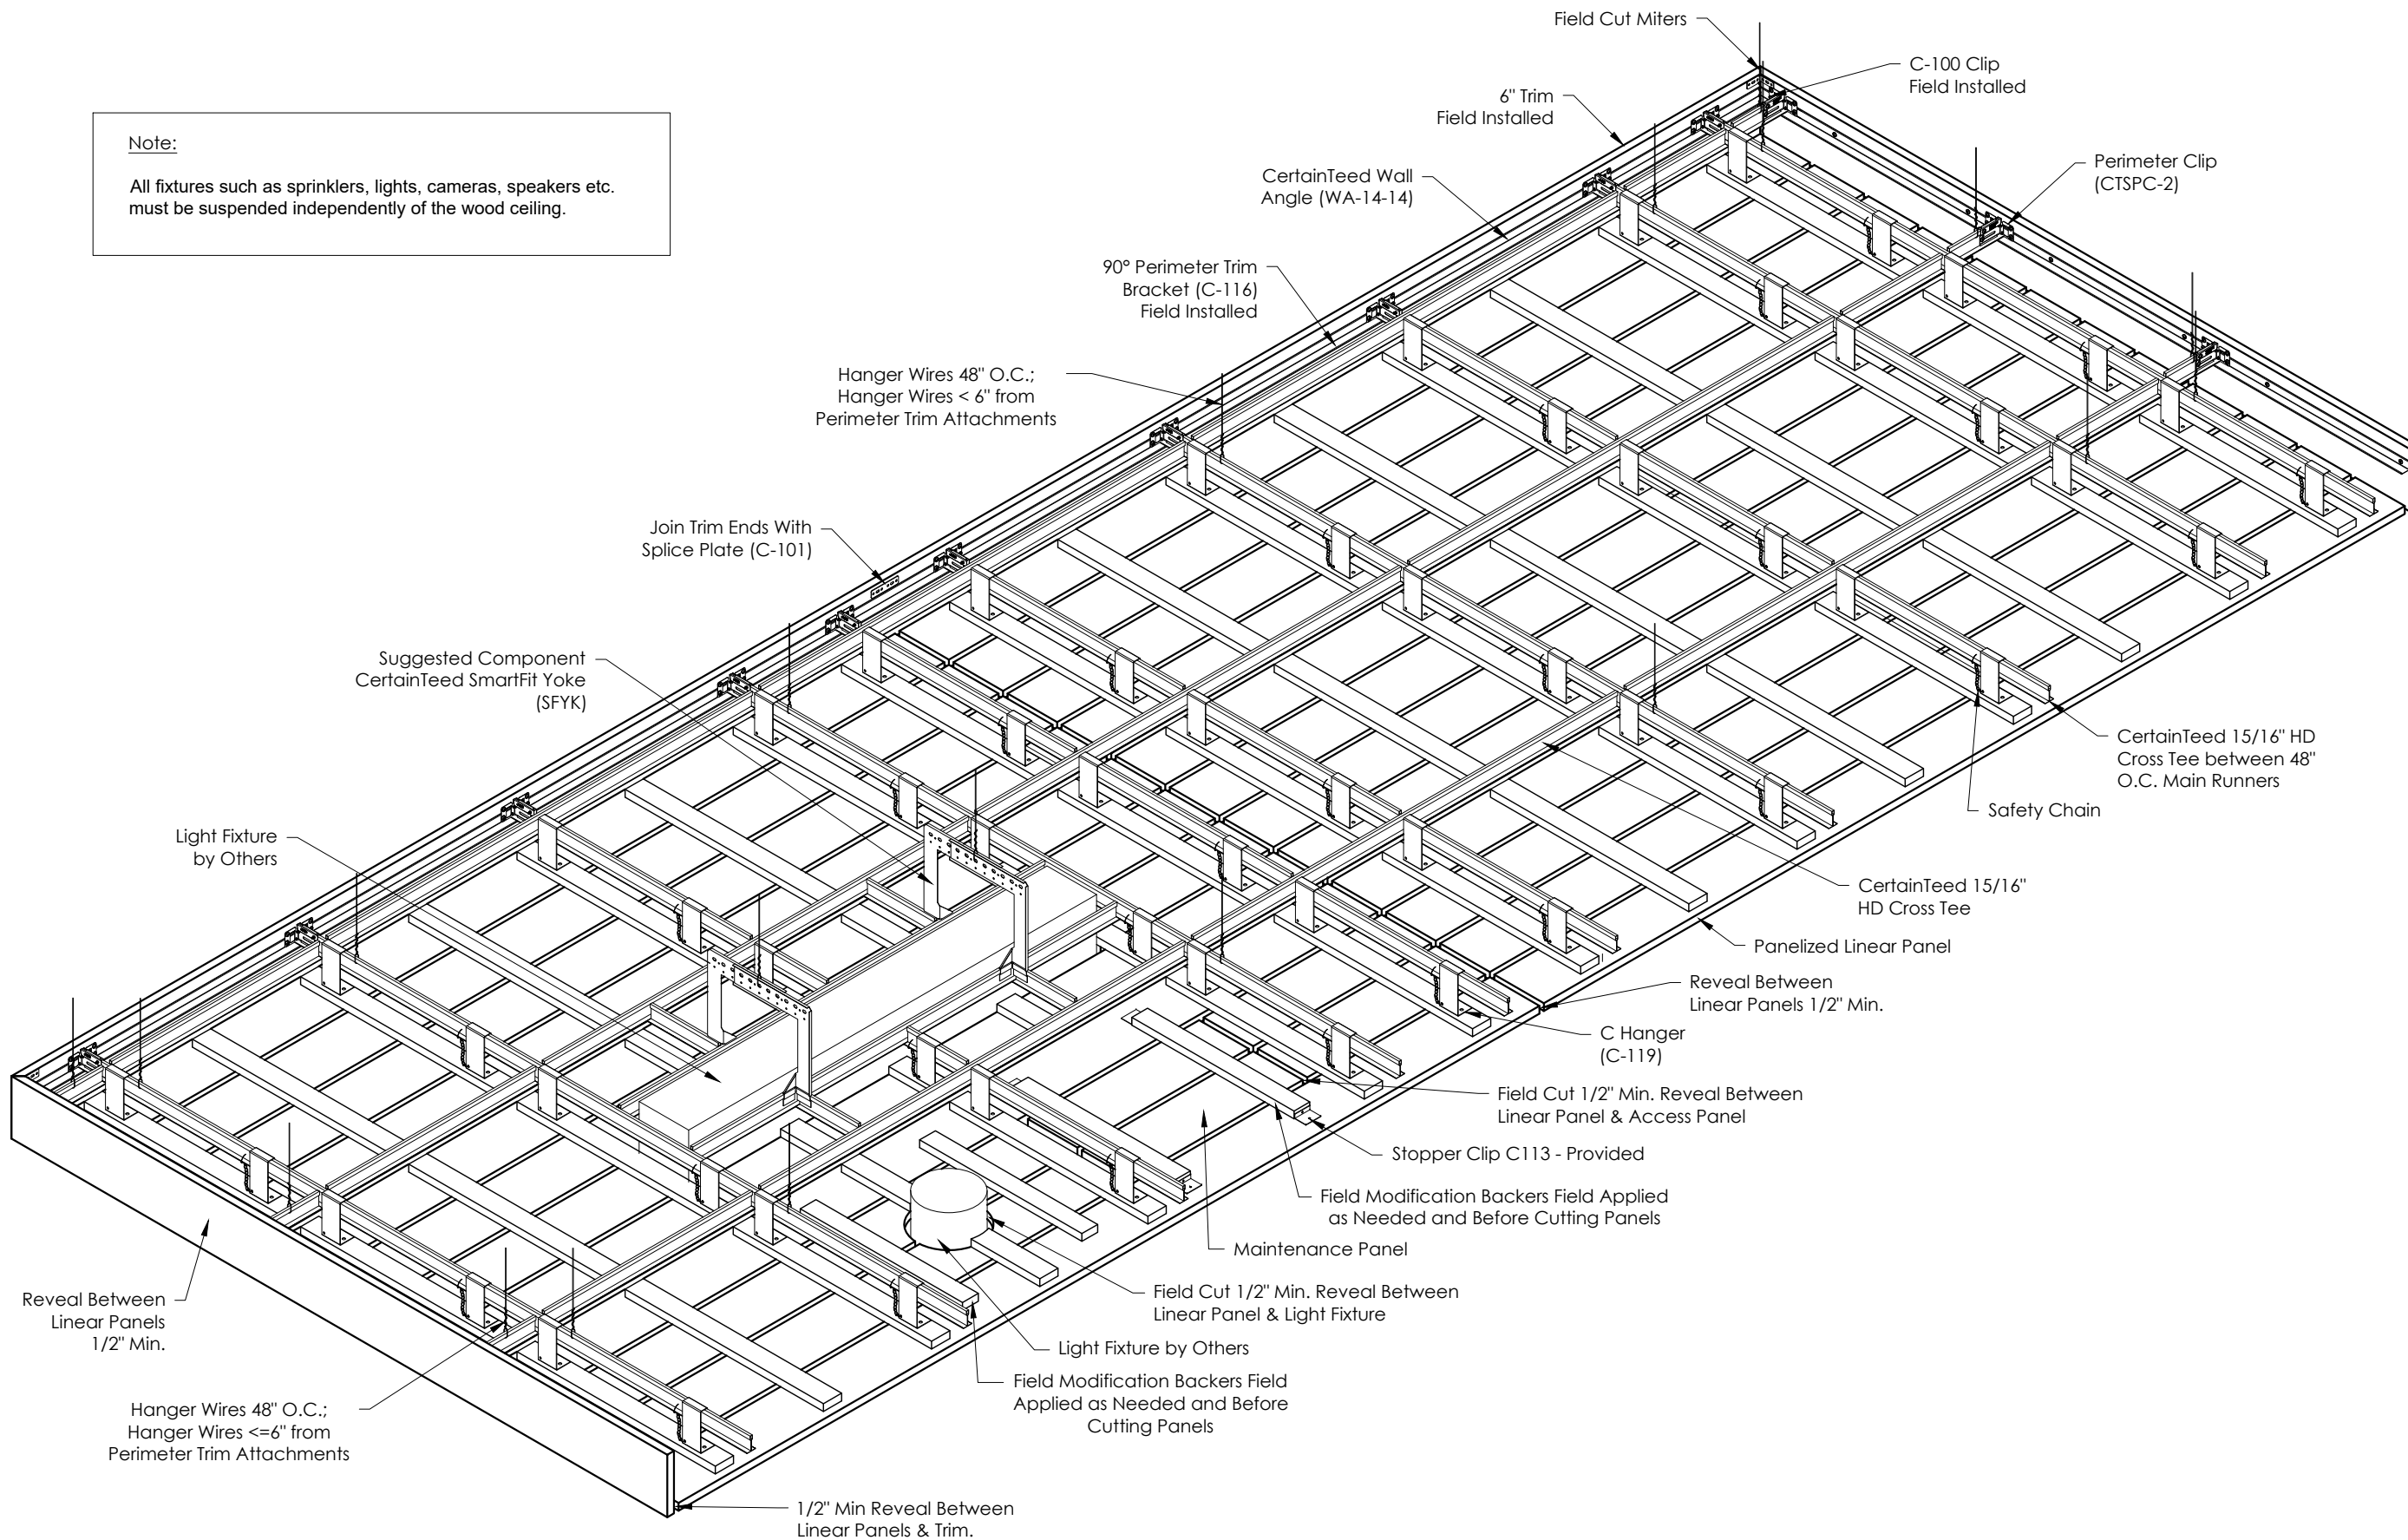 Note:
All fixtures such as sprinklers, lights, cameras, speakers etc.
must be suspended independently of the wood ceiling.
Field Cut Miters
C-100 Clip
Field Installed
6" Trim
Field Installed
Perimeter Clip
(CTSPC-2)
CertainTeed Wall
Angle (WA-14-14)
90° Perimeter Trim
Bracket (C-116)
Field Installed
Hanger Wires 48" O.C.;
Hanger Wires < 6" from
Perimeter Trim Attachments
Join Trim Ends With
Splice Plate (C-101)
Suggested Component
CertainTeed SmartFit Yoke
(SFYK)
Light Fixture
by Others
CertainTeed 15/16" HD
Cross Tee between 48"
O.C. Main Runners
Safety Chain
CertainTeed 15/16"
HD Cross Tee
Panelized Linear Panel
Reveal Between
Linear Panels 1/2" Min.
C Hanger
(C-119)
Field Cut 1/2" Min. Reveal Between
Linear Panel & Access Panel
Stopper Clip C113 - Provided
Field Modification Backers Field Applied
as Needed and Before Cutting Panels
Maintenance Panel
Field Cut 1/2" Min. Reveal Between
Linear Panel & Light Fixture
Light Fixture by Others
Field Modification Backers Field
Applied as Needed and Before
Cutting Panels
Reveal Between
Linear Panels
1/2" Min.
Hanger Wires 48" O.C.;
Hanger Wires <=6" from
Perimeter Trim Attachments
1/2" Min Reveal Between
Linear Panels & Trim.